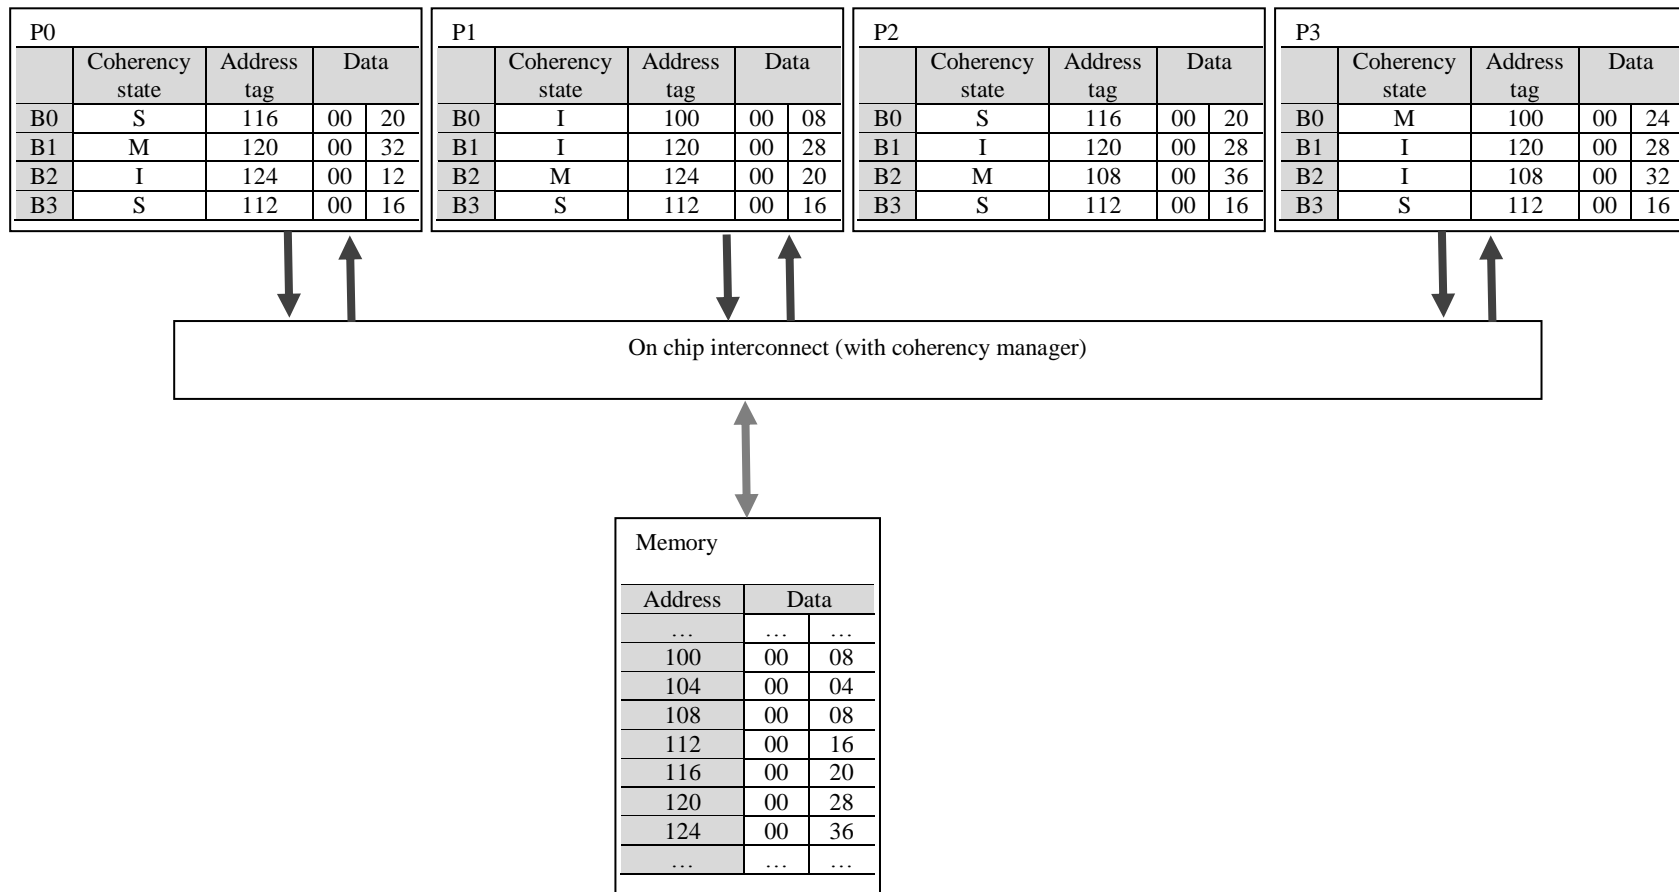 P0
Coherency state Address tag Data
B0 S 116 00 20
B1 M 120 00 32
B2 I 124 00 12
B3 S 112 00 16
P1
Coherency state Address tag Data
B0 I 100 00 08
B1 I 120 00 28
B2 M 124 00 20
B3 S 112 00 16
P2
Coherency state Address tag Data
B0 S 116 00 20
B1 I 120 00 28
B2 M 108 00 36
B3 S 112 00 16
P3
Coherency state Address tag Data
B0 M 100 00 24
B1 I 120 00 28
B2 I 108 00 32
B3 S 112 00 16
On chip interconnect (with coherency manager)
Memory
Address Data
… … …
100 00 08
104 00 04
108 00 08
112 00 16
116 00 20
120 00 28
124 00 36
… … …